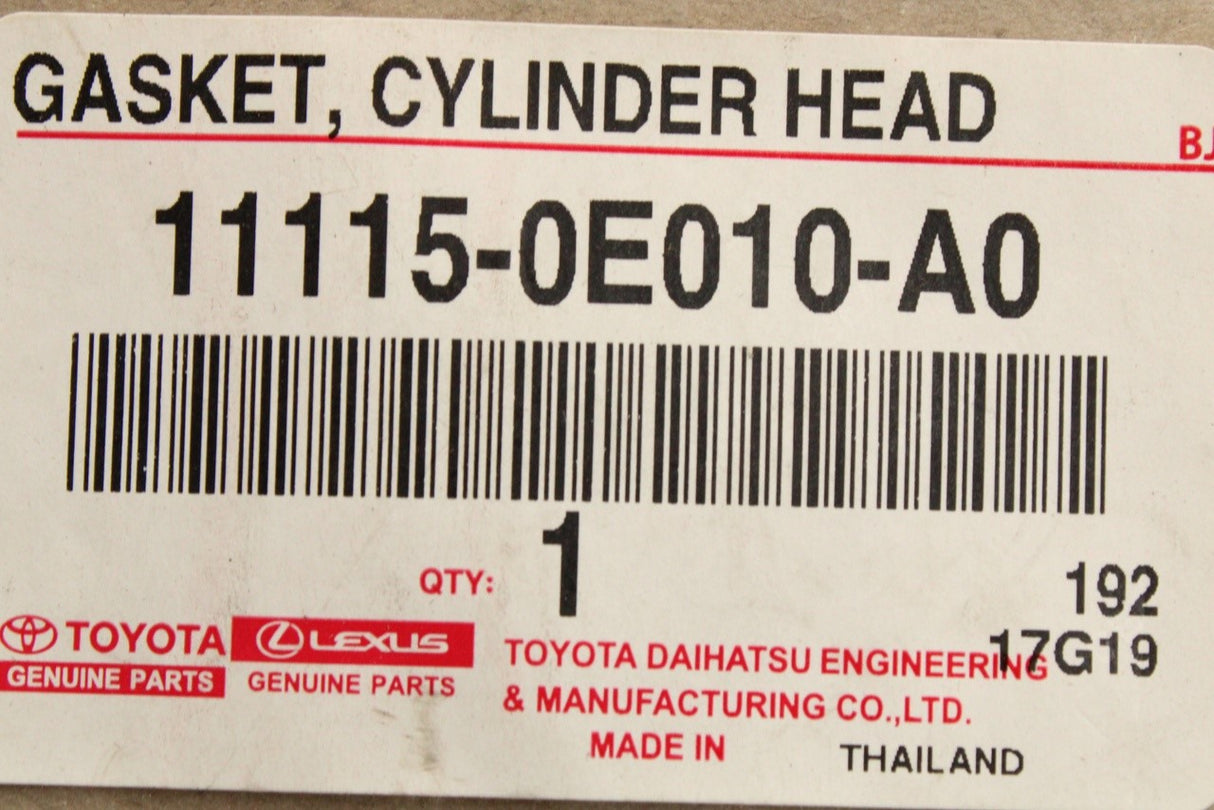 GASKET, CYLINDER HEAD
BJ
11115-0E010-A0
QTY: 1
192
17G19
TOYOTA
GENUINE PARTS
LEXUS
GENUINE PARTS
TOYOTA DAIHATSU ENGINEERING
& MANUFACTURING CO.,LTD.
MADE IN THAILAND